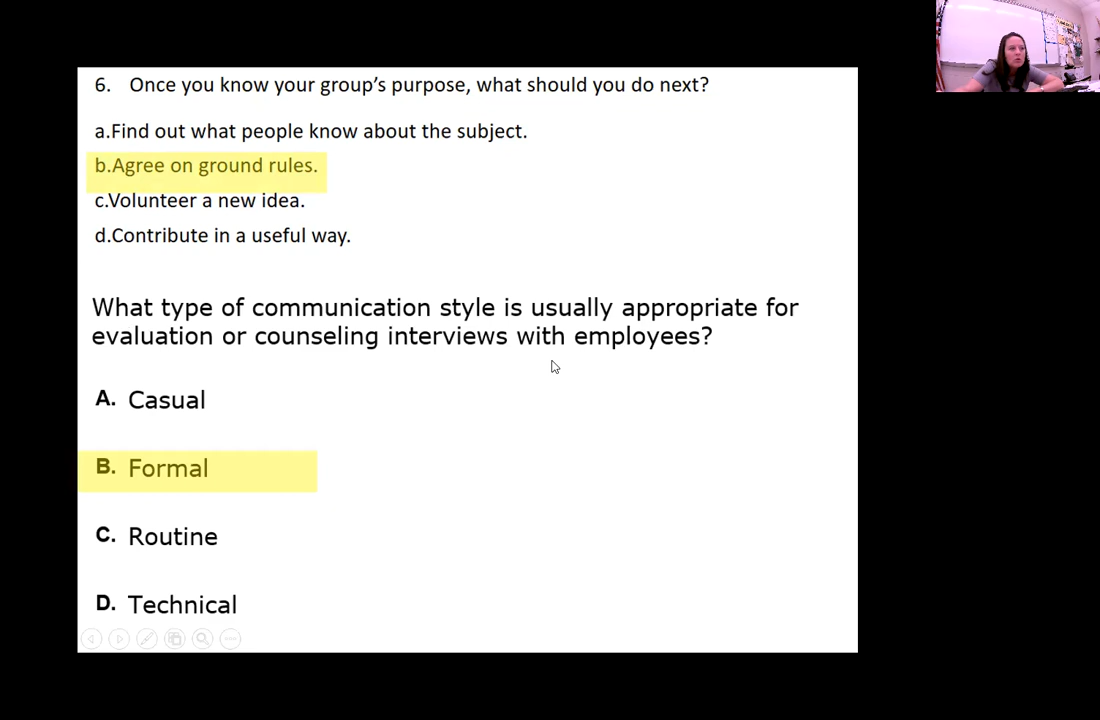 6. Once you know your group's purpose, what should you do next?
a.Find out what people know about the subject.
b.Agree on ground rules.
c.Volunteer a new idea.
d.Contribute in a useful way.
What type of communication style is usually appropriate for
evaluation or counseling interviews with employees?
A. Casual
B. Formal
C. Routine
D. Technical